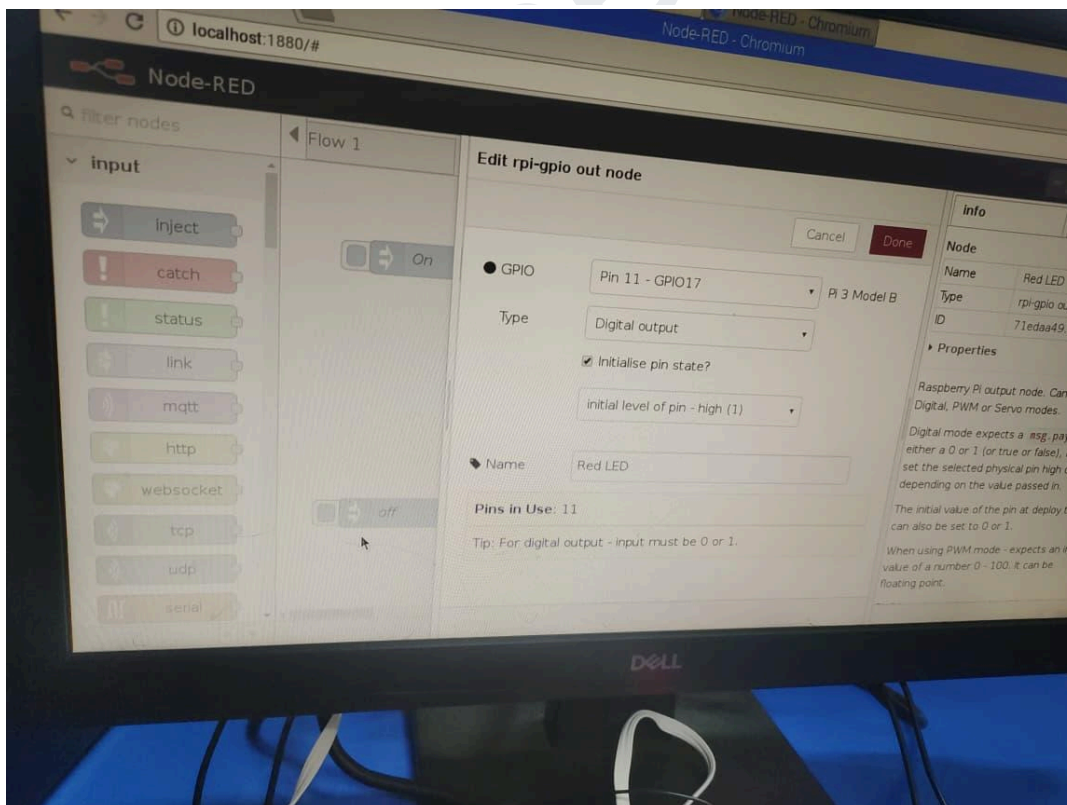 Node-RED - Chromium
Node-RED - Chromium
localhost:1880/#
Node-RED
filter nodes
input
inject
catch
status
link
mqtt
http
websocket
tcp
udp
serial
Flow 1
On
off
Edit rpi-gpio out node
Cancel
Done
GPIO
Pin 11 - GPIO17
Pi 3 Model B
Type
Digital output
Initialise pin state?
initial level of pin - high (1)
Name
Red LED
Pins in Use: 11
Tip: For digital output - input must be 0 or 1.
info
Node
Name
Red LED
Type
rpi-gpio ou
ID
71edaa49.
Properties
Raspberry Pi output node. Can
Digital, PWM or Servo modes.
Digital mode expects a msg.pay
either a 0 or 1 (or true or false),
set the selected physical pin high
depending on the value passed in.
The initial value of the pin at deploy
can also be set to 0 or 1.
When using PWM mode - expects an
value of a number 0 - 100. It can be
floating point.
DELL